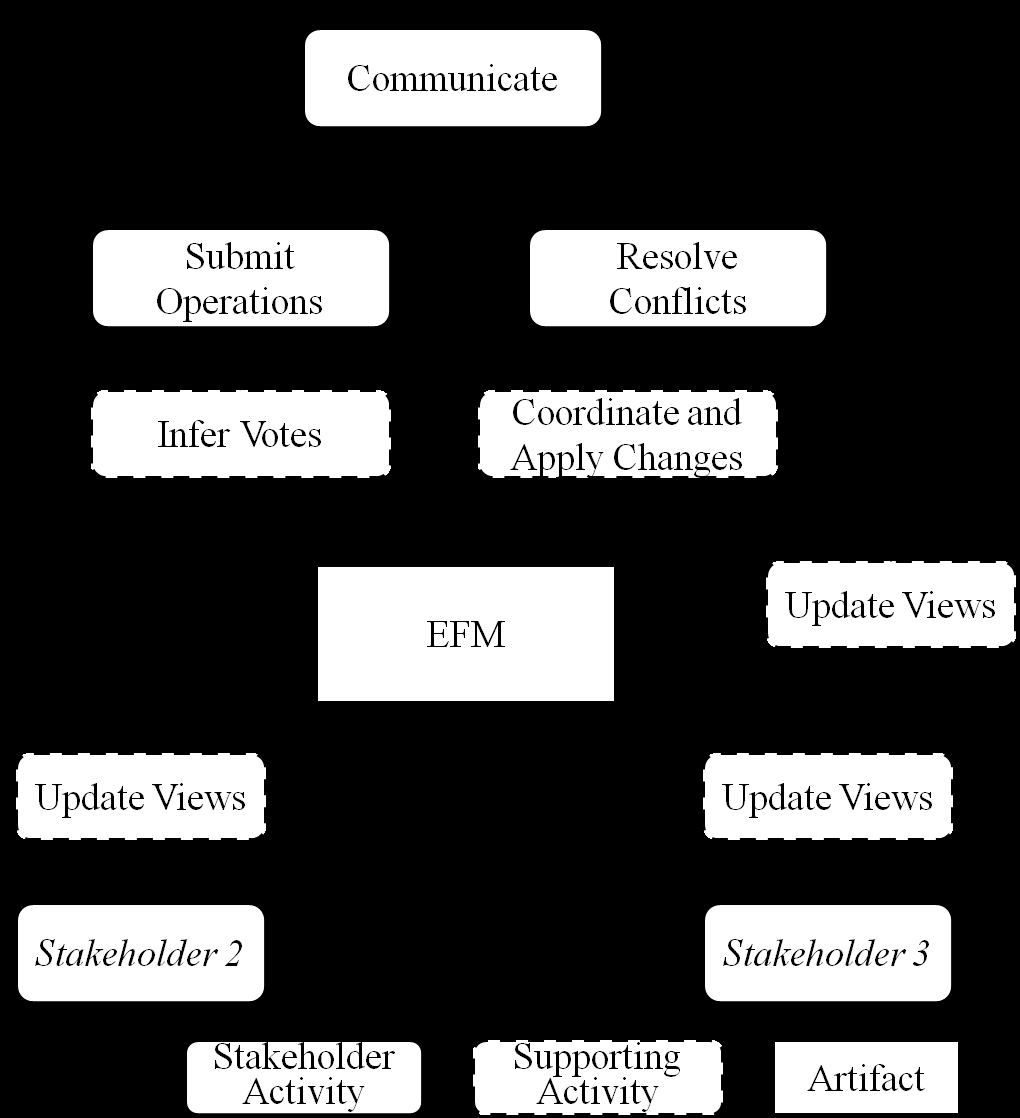 Communicate
Submit
Operations
Resolve
Conflicts
Infer Votes
Coordinate and
Apply Changes
EFM
Update Views
Update Views
Update Views
Stakeholder 2
Stakeholder 3
Stakeholder
Activity
Supporting
Activity
Artifact